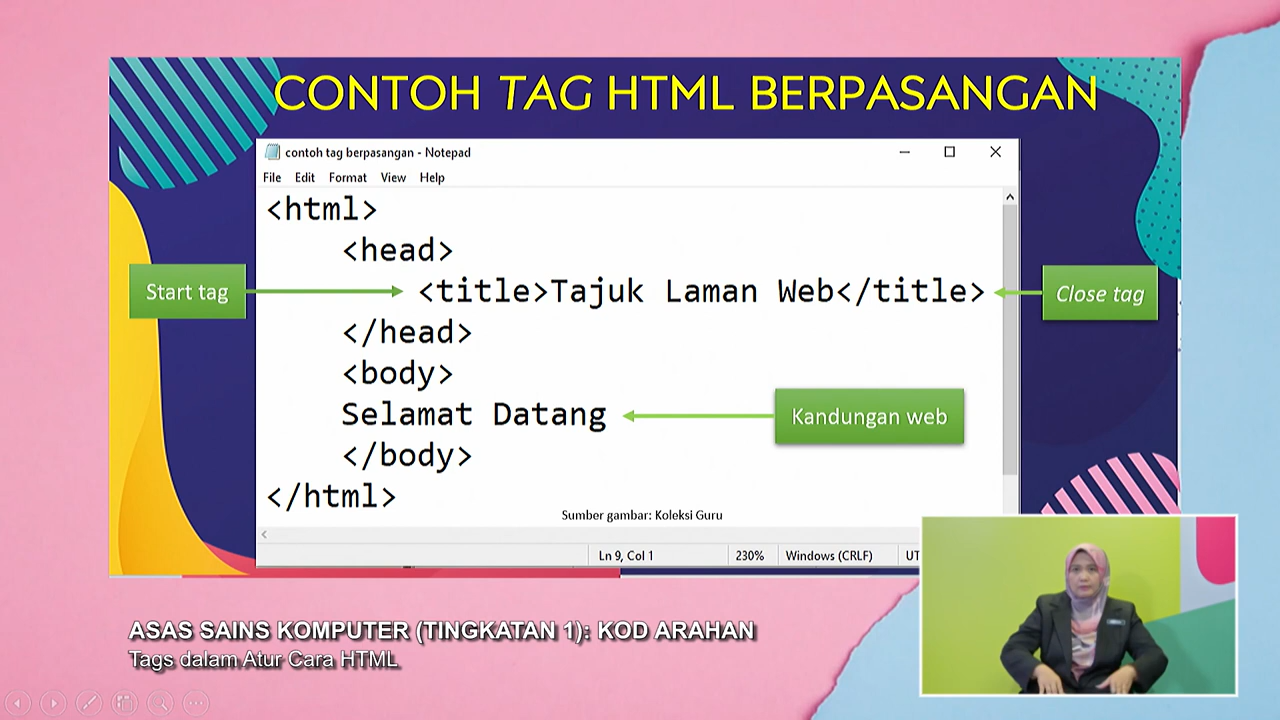 CONTOH TAG HTML BERPASANGAN
contoh tag berpasangan - Notepad
File Edit Format View Help
<html>
<head>
Start tag
<title>Tajuk Laman Web</title>
Close tag
</head>
<body>
Selamat Datang
Kandungan web
</body>
</html>
Sumber gambar: Koleksi Guru
Ln 9, Col 1 230% Windows (CRLF) UT
ASAS SAINS KOMPUTER (TINGKATAN 1): KOD ARAHAN
Tags dalam Atur Cara HTML